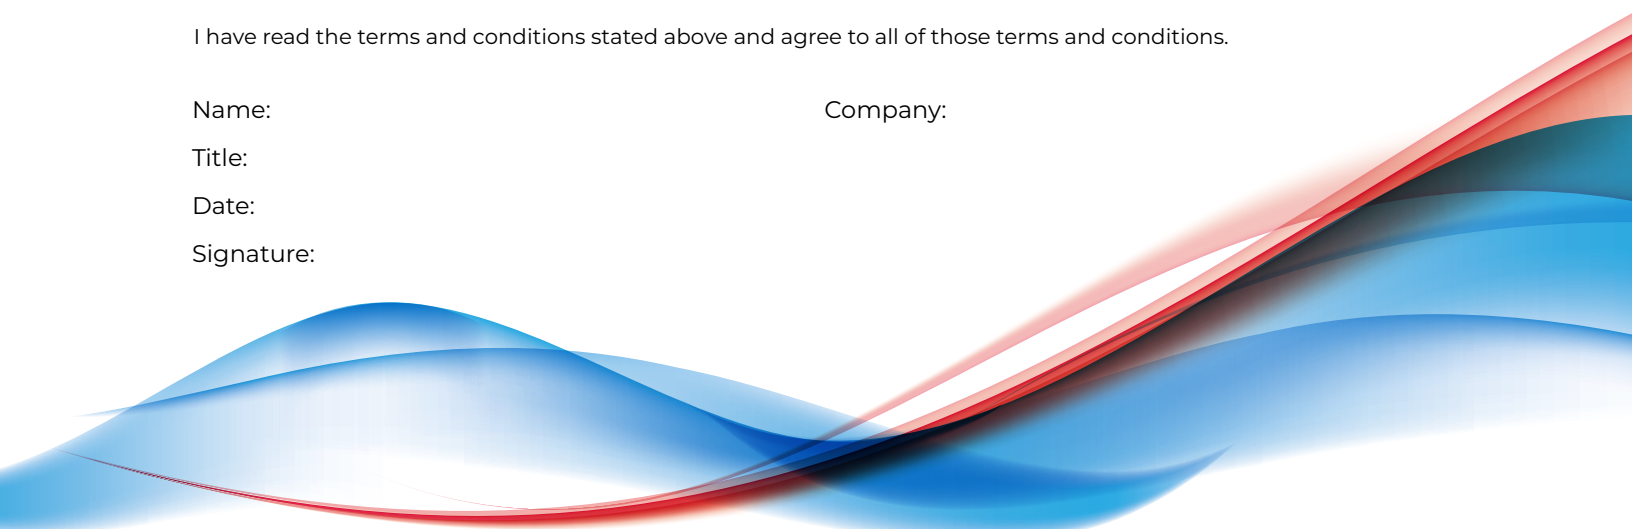 I have read the terms and conditions stated above and agree to all of those terms and conditions.
Name:
Company:
Title:
Date:
Signature: